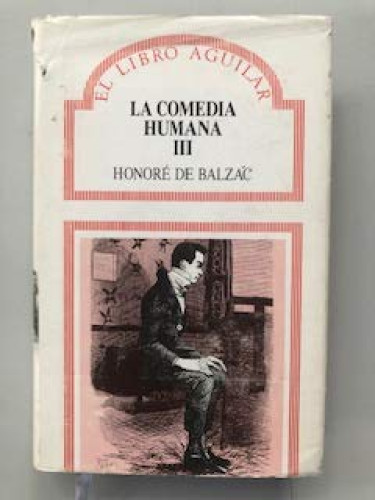 EL LIBRO AGUILAR
LA COMEDIA
HUMANA
III
HONORÉ DE BALZAC